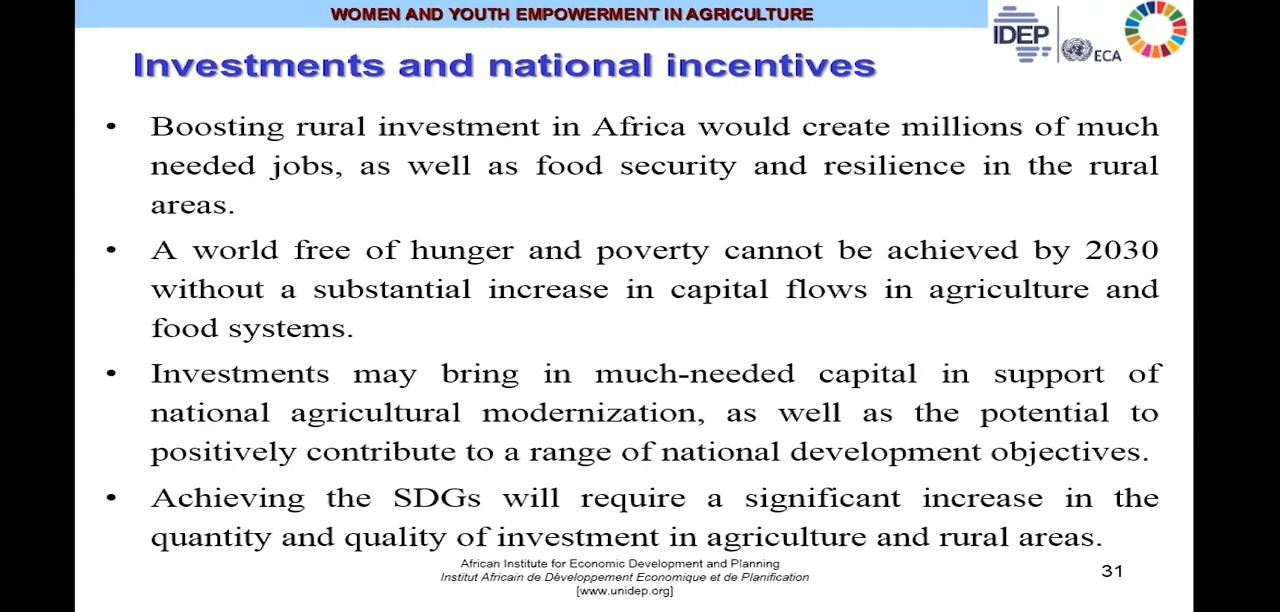 WOMEN AND YOUTH EMPOWERMENT IN AGRICULTURE
IDEP
ECA
Investments and national incentives
• Boosting rural investment in Africa would create millions of much
needed jobs, as well as food security and resilience in the rural
areas.
• A world free of hunger and poverty cannot be achieved by 2030
without a substantial increase in capital flows in agriculture and
food systems.
• Investments may bring in much-needed capital in support of
national agricultural modernization, as well as the potential to
positively contribute to a range of national development objectives.
• Achieving the SDGs will require a significant increase in the
quantity and quality of investment in agriculture and rural areas.
African Institute for Economic Development and Planning
Institut Africain de Développement Economique et de Planification
[www.unidep.org]
31